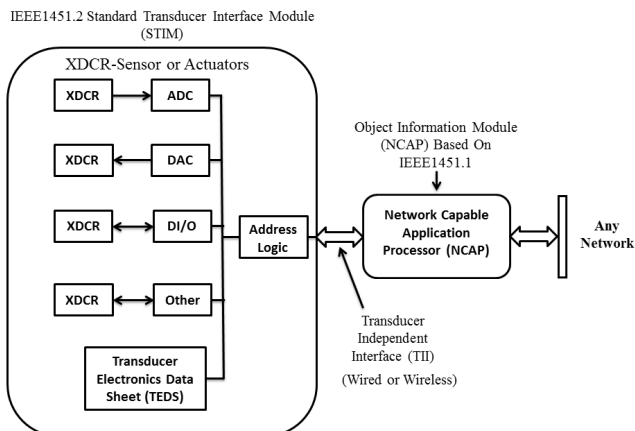 IEEE1451.2 Standard Transducer Interface Module
(STIM)
XDCR-Sensor or Actuators
XDCR
ADC
XDCR
DAC
XDCR
DI/O
XDCR
Other
Transducer
Electronics Data
Sheet (TEDS)
Address
Logic
Object Information Module
(NCAP) Based On
IEEE1451.1
Network Capable
Application
Processor (NCAP)
Transducer
Independent
Interface (TII)
(Wired or Wireless)
Any
Network